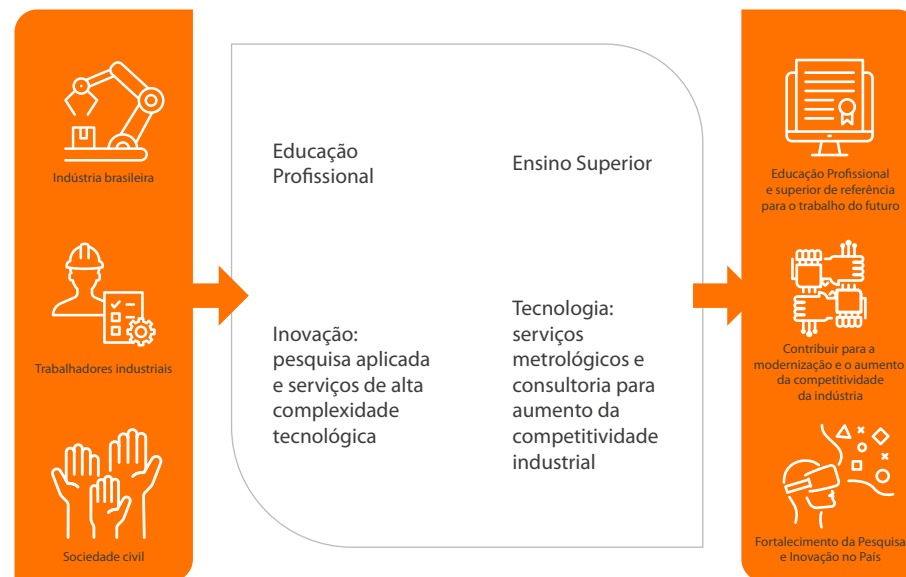 Indústria brasileira
Trabalhadores industriais
Sociedade civil
Educação
Profissional
Ensino Superior
Inovação:
pesquisa aplicada
e serviços de alta
complexidade
tecnológica
Tecnologia:
serviços
metrológicos e
consultoria para
aumento da
competitividade
industrial
Educação Profissional
e superior de referência
para o trabalho do futuro
Contribuir para a
modernização e o aumento
da competitividade
da indústria
Fortalecimento da Pesquisa
e Inovação no País